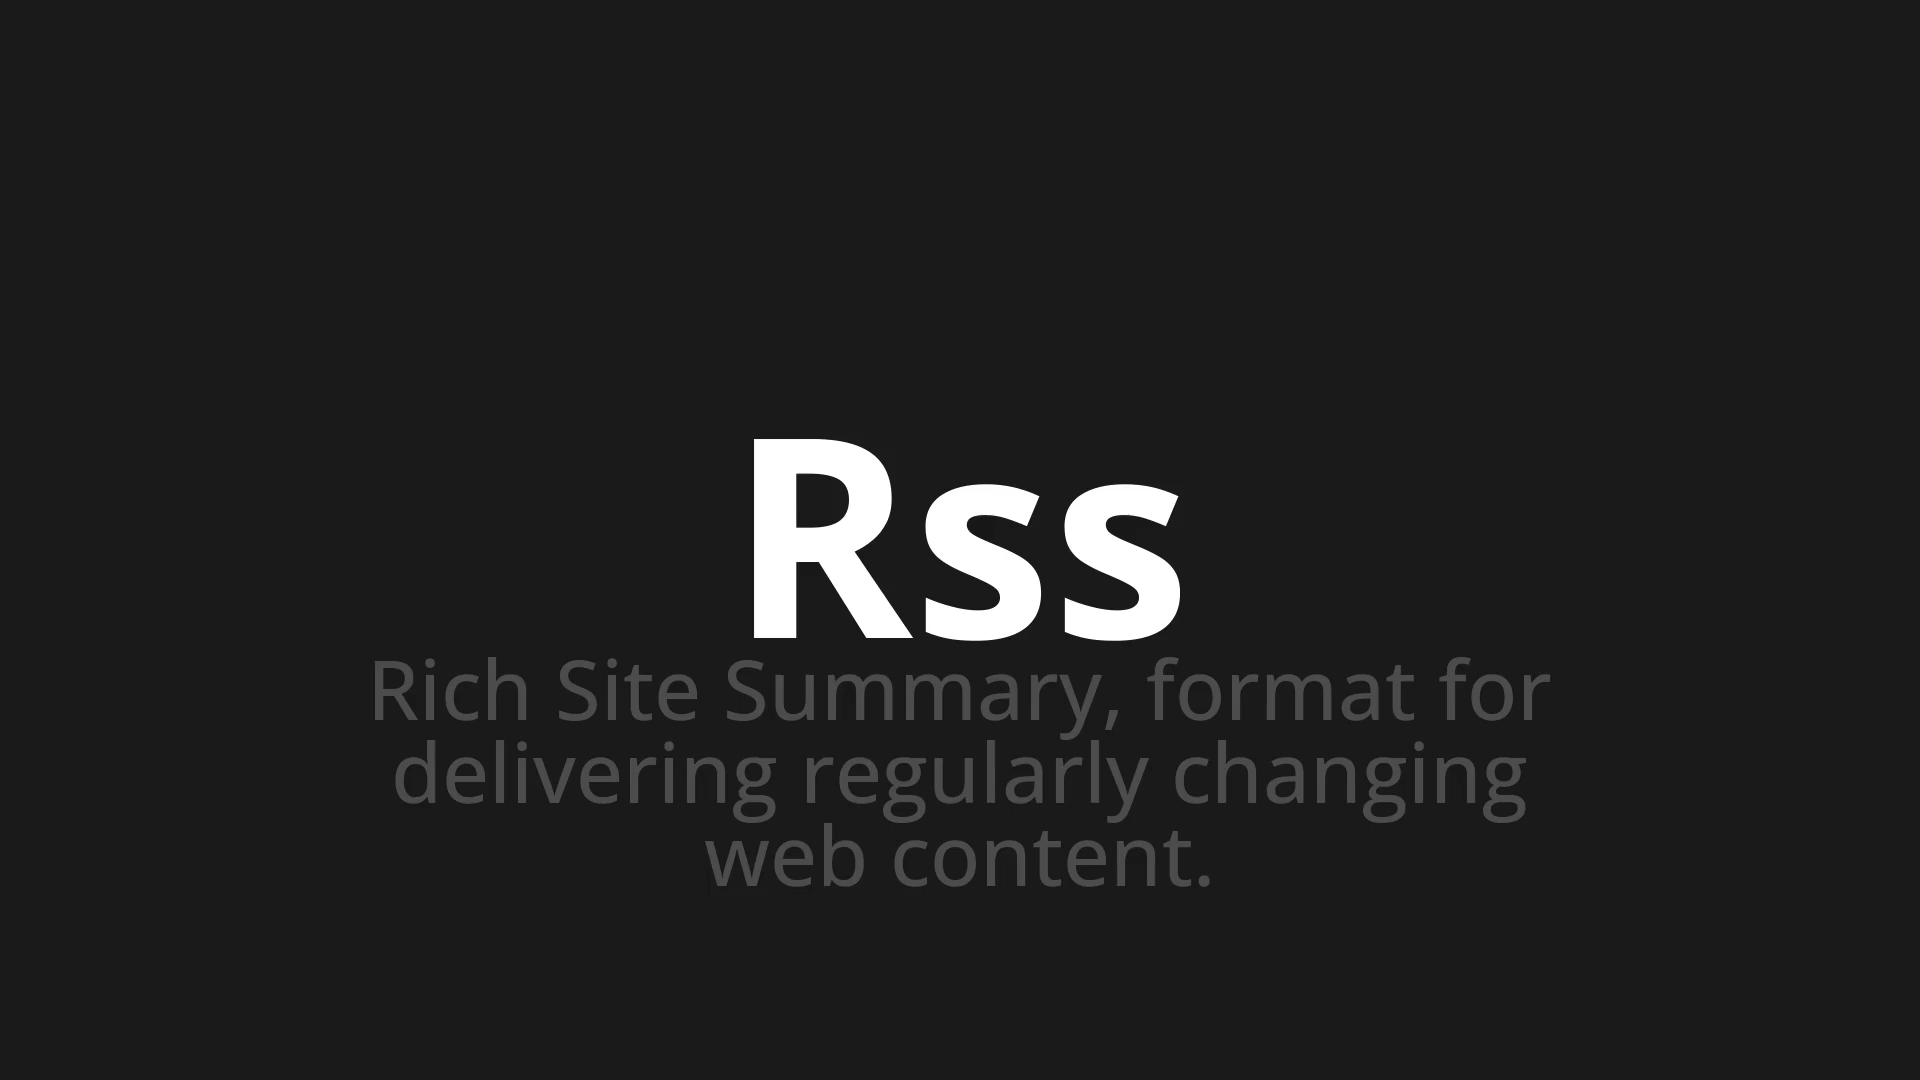 Rss
Rich Site Summary, format for
delivering regularly changing
web content.